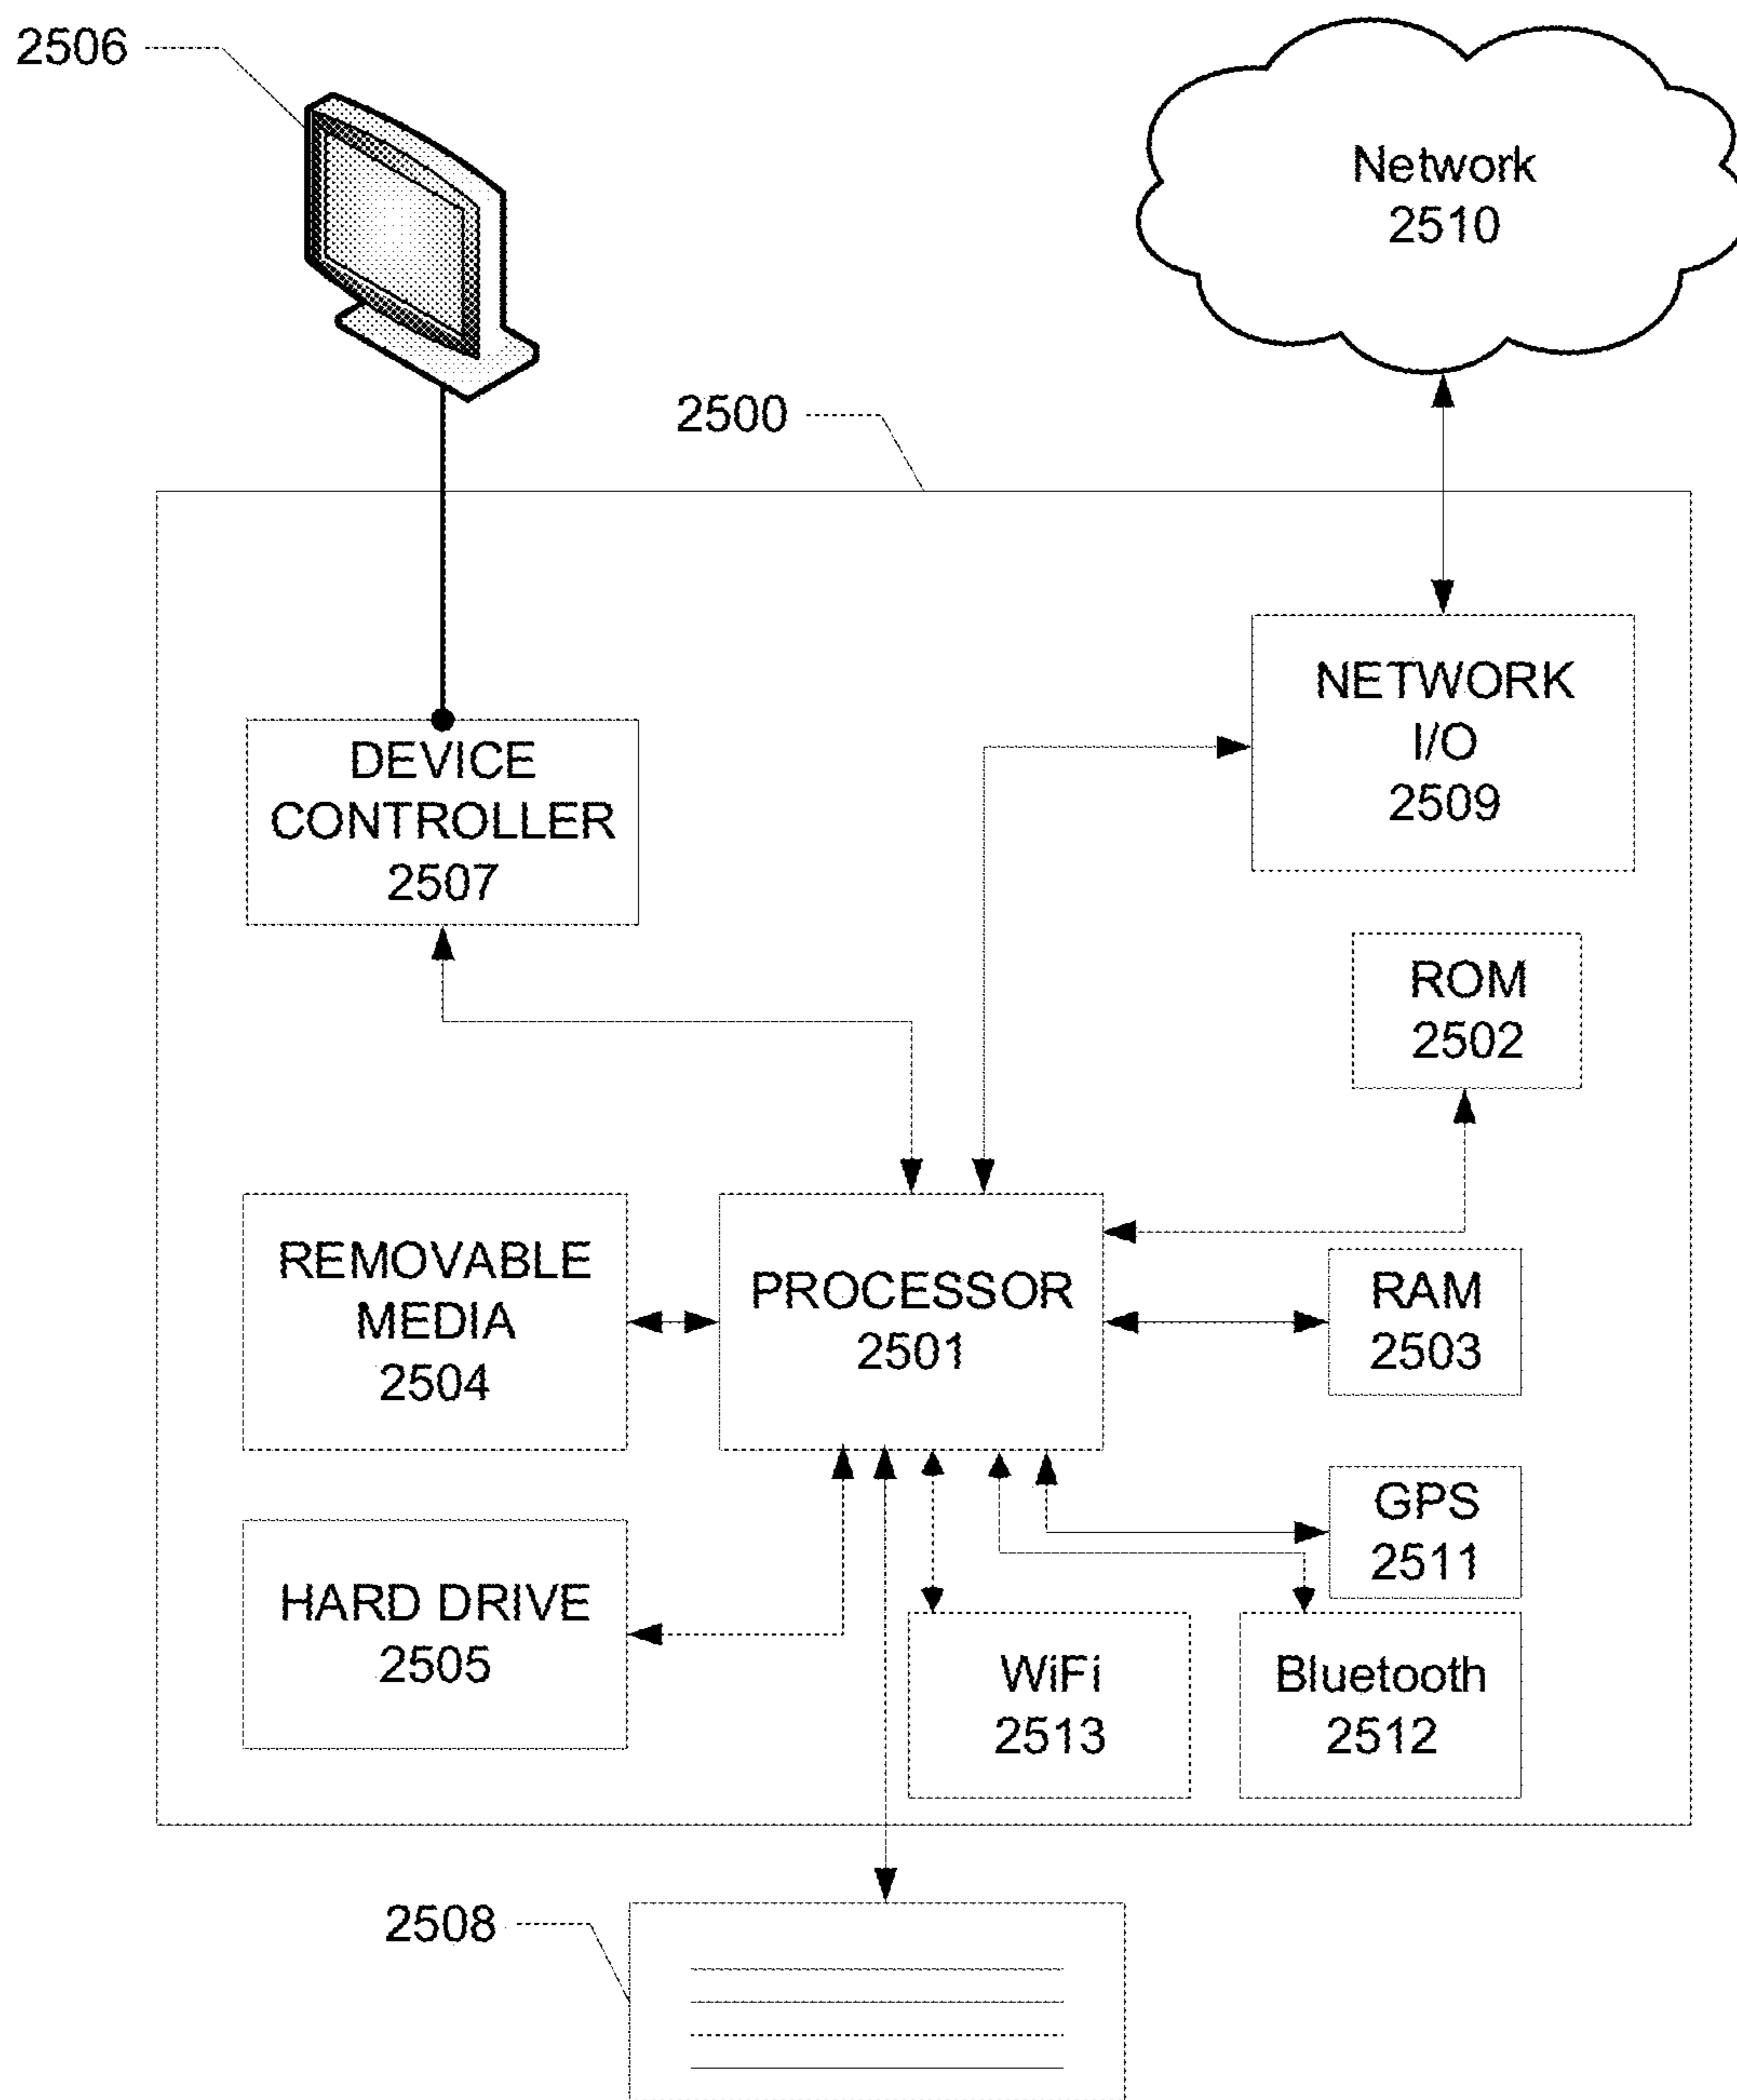 2506
Network
2510
2500
NETWORK
I/O
2509
DEVICE
CONTROLLER
2507
ROM
2502
REMOVABLE
MEDIA
2504
PROCESSOR
2501
RAM
2503
GPS
2511
HARD DRIVE
2505
WiFi
2513
Bluetooth
2512
2508